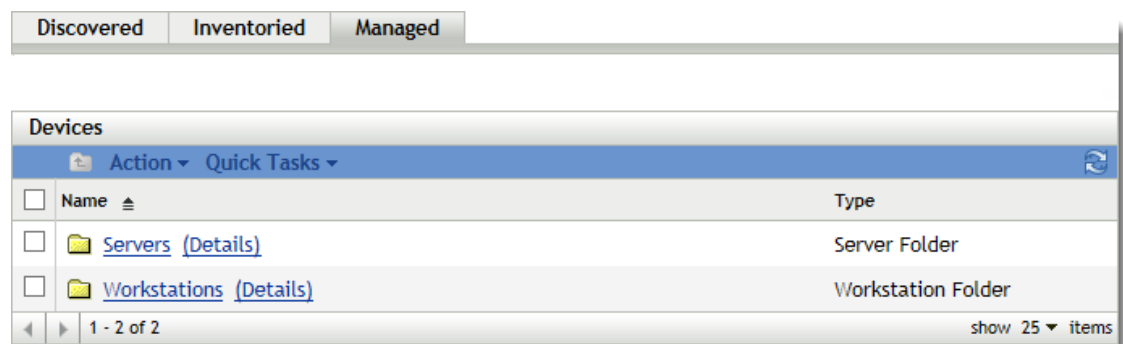 Discovered Inventoried Managed
Devices
Action Quick Tasks
Name Type
Servers (Details) Server Folder
Workstations (Details) Workstation Folder
1 - 2 of 2 show 25 items